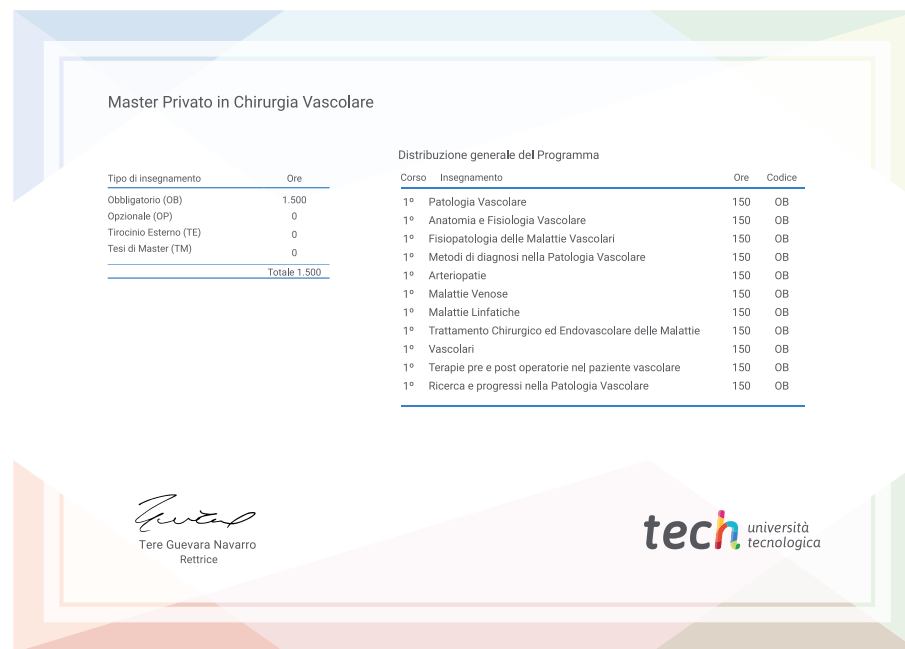 Master Privato in Chirurgia Vascolare
Tipo di insegnamento Ore
Obbligatorio (OB) 1.500
Opzionale (OP) 0
Tirocinio Esterno (TE) 0
Tesi di Master (TM) 0
Totale 1.500
Distribuzione generale del Programma
Corso Insegnamento Ore Codice
1º Patologia Vascolare 150 OB
1º Anatomia e Fisiologia Vascolare 150 OB
1º Fisiopatologia delle Malattie Vascolari 150 OB
1º Metodi di diagnosi nella Patologia Vascolare 150 OB
1º Arteriopatie 150 OB
1º Malattie Venose 150 OB
1º Malattie Linfatiche 150 OB
1º Trattamento Chirurgico ed Endovascolare delle Malattie 150 OB
1º Vascolari 150 OB
1º Terapie pre e post operatorie nel paziente vascolare 150 OB
1º Ricerca e progressi nella Patologia Vascolare 150 OB
Tere Guevara Navarro
Rettrice
tech università
tecnologica